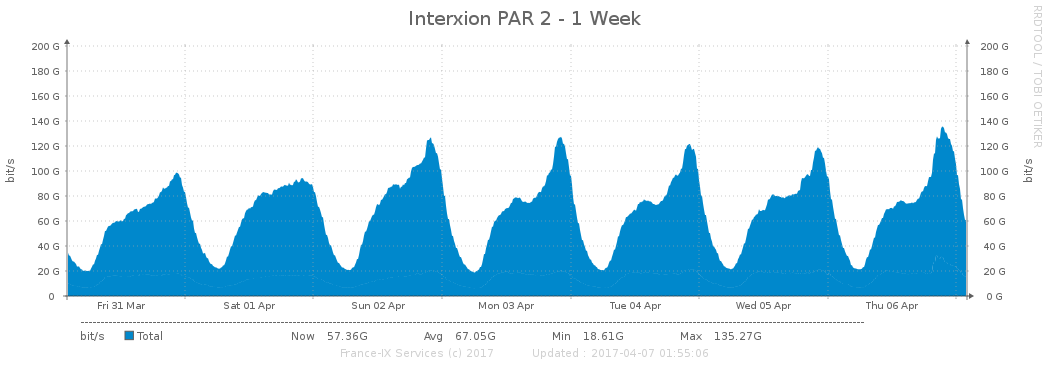 Interxion PAR 2 - 1 Week
RRDTOOL / TOBI OETIKER
bit/s
bit/s
200 G 200 G
180 G 180 G
160 G 160 G
140 G 140 G
120 G 120 G
100 G 100 G
80 G 80 G
60 G 60 G
40 G 40 G
20 G 20 G
0 0 G
Fri 31 Mar Sat 01 Apr Sun 02 Apr Mon 03 Apr Tue 04 Apr Wed 05 Apr Thu 06 Apr
bit/s Total Now 57.36G Avg 67.05G Min 18.61G Max 135.27G
France-IX Services (c) 2017 Updated : 2017-04-07 01:55:06